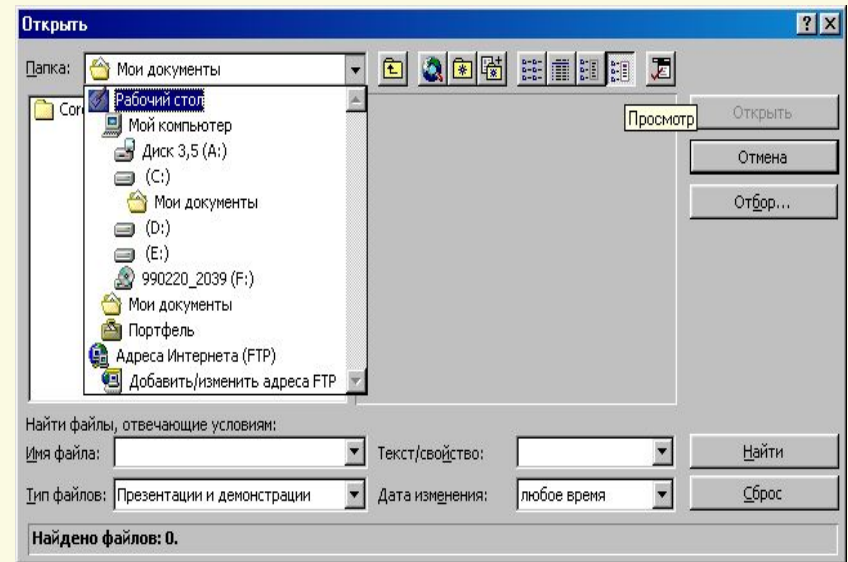 Открыть
Папка: Мои документы
Рабочий стол
Просмотр
Открыть
Мой компьютер
Диск 3,5 (A:)
Отмена
(C:)
Мои документы
Отбор...
(D:)
(E:)
990220_2039 (F:)
Мои документы
Портфель
Адреса Интернета (FTP)
Добавить/изменить адреса FTP
Найти файлы, отвечающие условиям:
Имя файла: Текст/свойство: Найти
Тип файлов: Презентации и демонстрации Дата изменения: любое время Сброс
Найдено файлов: 0.